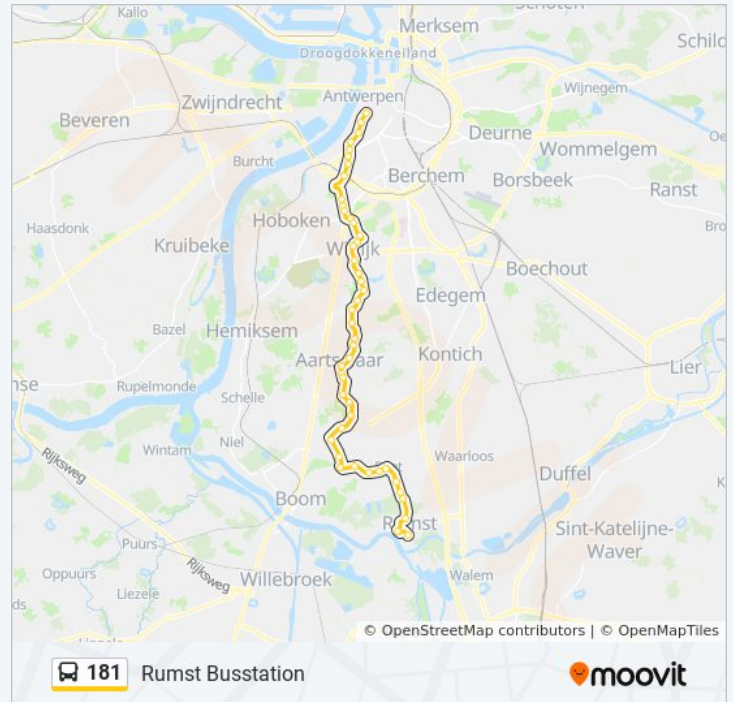 Kallo
Merksem
Schoten
Droogdokkeneiland
Schild
Zwijndrecht
Antwerpen
Wijnegem
Beveren
Deurne
Wommelgem
Burcht
Berchem
Borsbeek
Ranst
Haasdonk
Hoboken
Kruibeke
Boechout
Edegem
Bazel
Hemiksem
Kontich
Lier
nse
Rupelmonde
Schelle
Niel
Wintam
Waarloos
Rijksweg
Duffel
Boom
Rumst
Sint-Katelijne-
Waver
Puurs
Oppuurs
Rijksweg
Willebroek
Walem
Liezele
ds
© OpenStreetMap contributors | © OpenMapTiles
181 Rumst Busstation
moovit